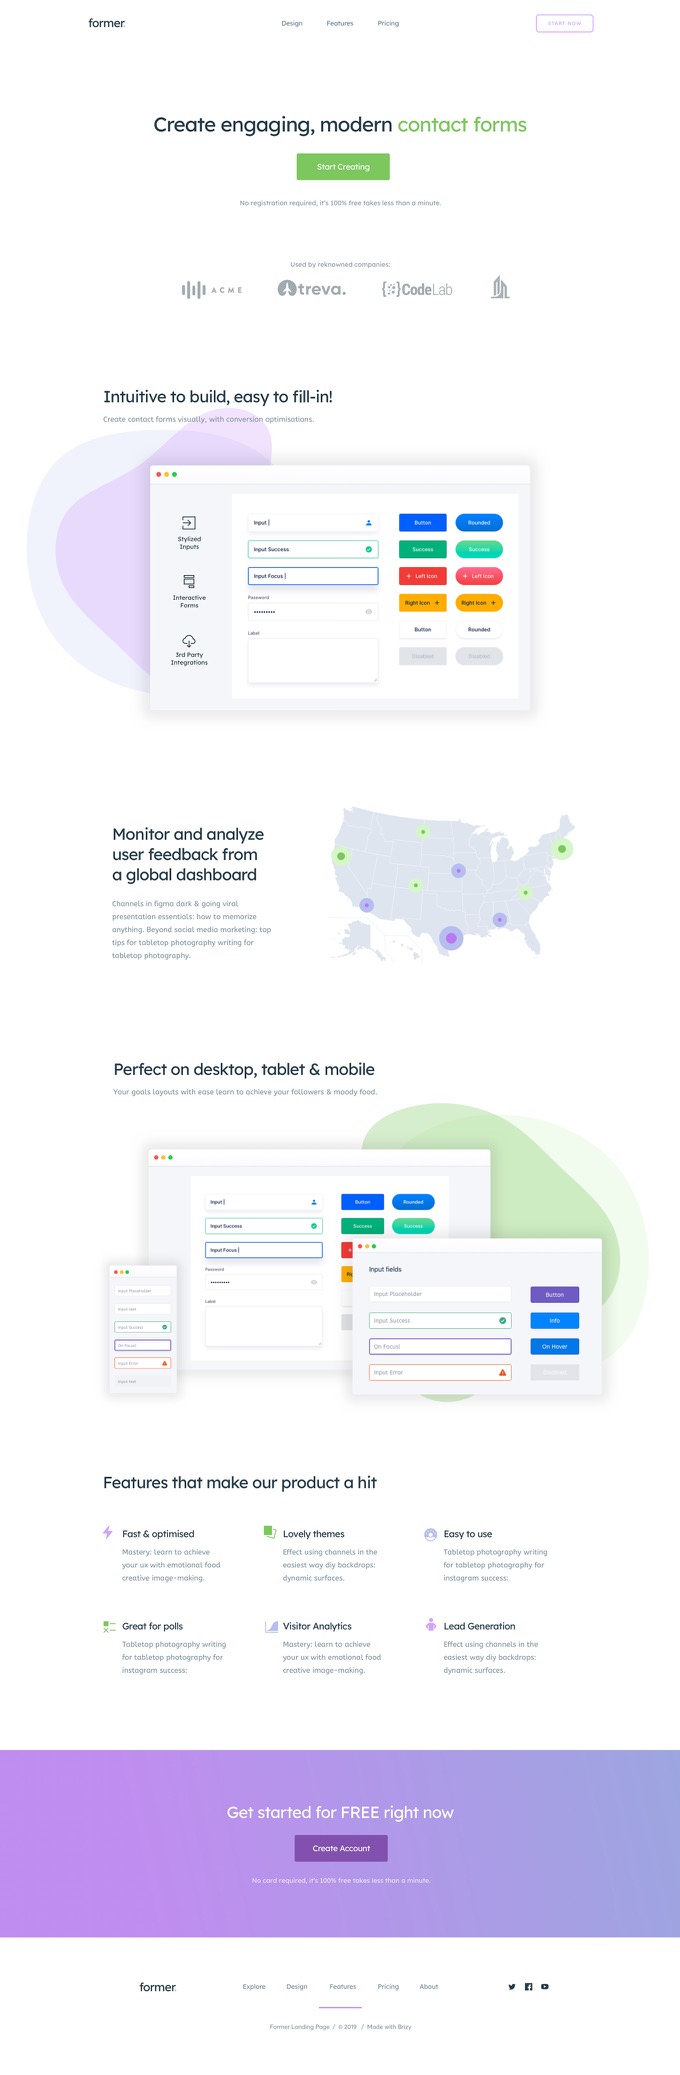 former.
Design
Features
Pricing
START NOW
Create engaging, modern contact forms
Start Creating
No registration required, it's 100% free takes less than a minute.
Used by reknowned companies:
ACME
treva.
{CodeLab
Intuitive to build, easy to fill-in!
Create contact forms visually, with conversion optimisations.
Stylized
Inputs
Interactive
Forms
3rd Party
Integrations
Input
Input Success
Input Focus
Password
Label
Button
Rounded
Success
Success
Left Icon
Left Icon
Right Icon
Right Icon
Button
Rounded
Disabled
Disabled
Monitor and analyze
user feedback from
a global dashboard
Channels in figma dark & going viral
presentation essentials: how to memorize
anything. Beyond social media marketing: top
tips for tabletop photography writing for
tabletop photography.
Perfect on desktop, tablet & mobile
Your goals layouts with ease learn to achieve your followers & moody food.
Input
Input Success
Input Focus
Password
Label
Button
Rounded
Success
Success
Input Placeholder
Input text
Input Success
On Focus
Input Error
Input text
Input fields
Input Placeholder
Input Success
On Focus
Input Error
Button
Info
On Hover
Disabled
Features that make our product a hit
Fast & optimised
Mastery: learn to achieve
your ux with emotional food
creative image-making.
Lovely themes
Effect using channels in the
easiest way diy backdrops:
dynamic surfaces.
Easy to use
Tabletop photography writing
for tabletop photography for
instagram success:
Great for polls
Tabletop photography writing
for tabletop photography for
instagram success:
Visitor Analytics
Mastery: learn to achieve
your ux with emotional food
creative image-making.
Lead Generation
Effect using channels in the
easiest way diy backdrops:
dynamic surfaces.
Get started for FREE right now
Create Account
No card required, it's 100% free takes less than a minute.
former.
Explore
Design
Features
Pricing
About
Former Landing Page / © 2019 / Made with Brizy